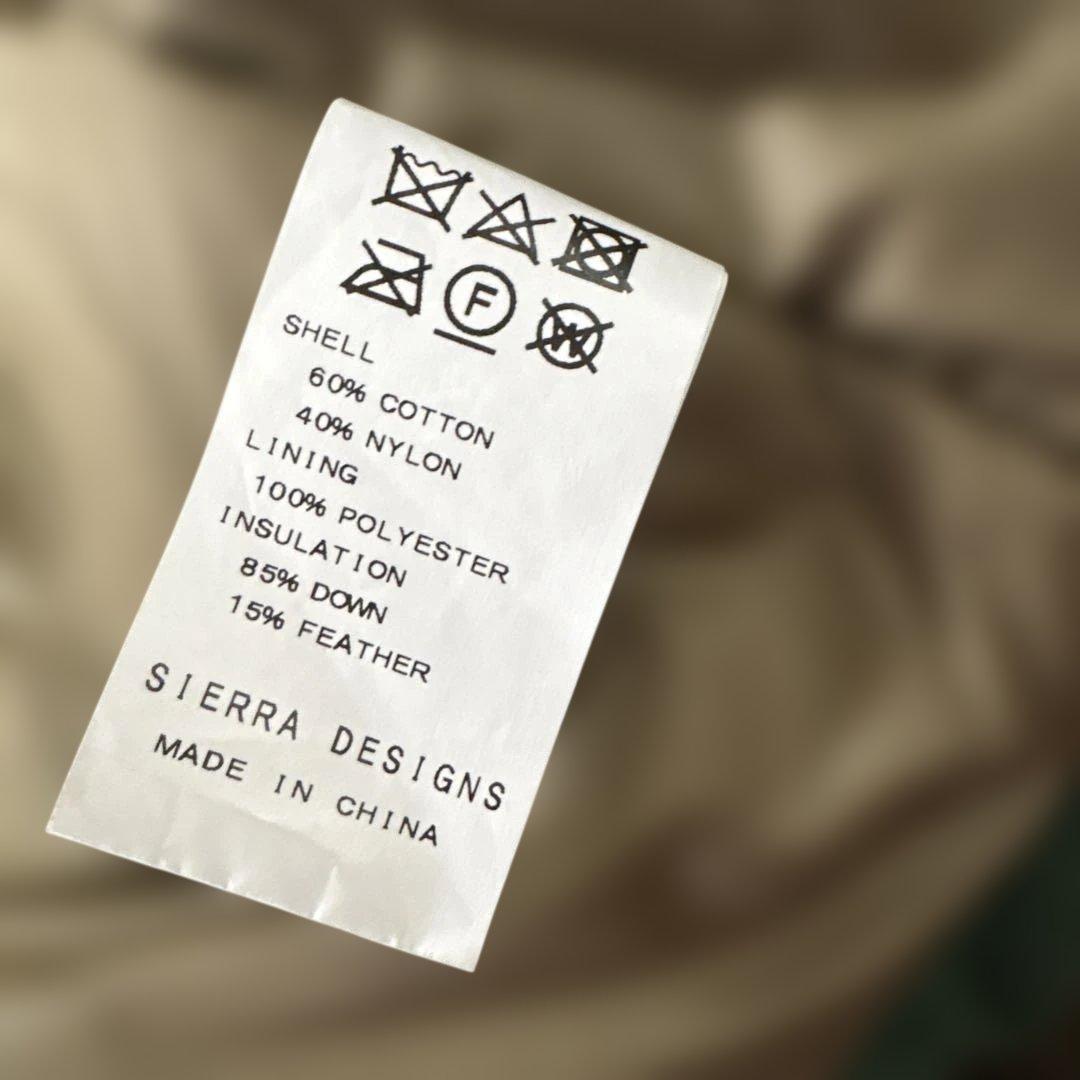 F W
SHELL
60% COTTON
40% NYLON
LINING
100% POLYESTER
INSULATION
85% DOWN
15% FEATHER
SIERRA DESIGNS
MADE IN CHINA